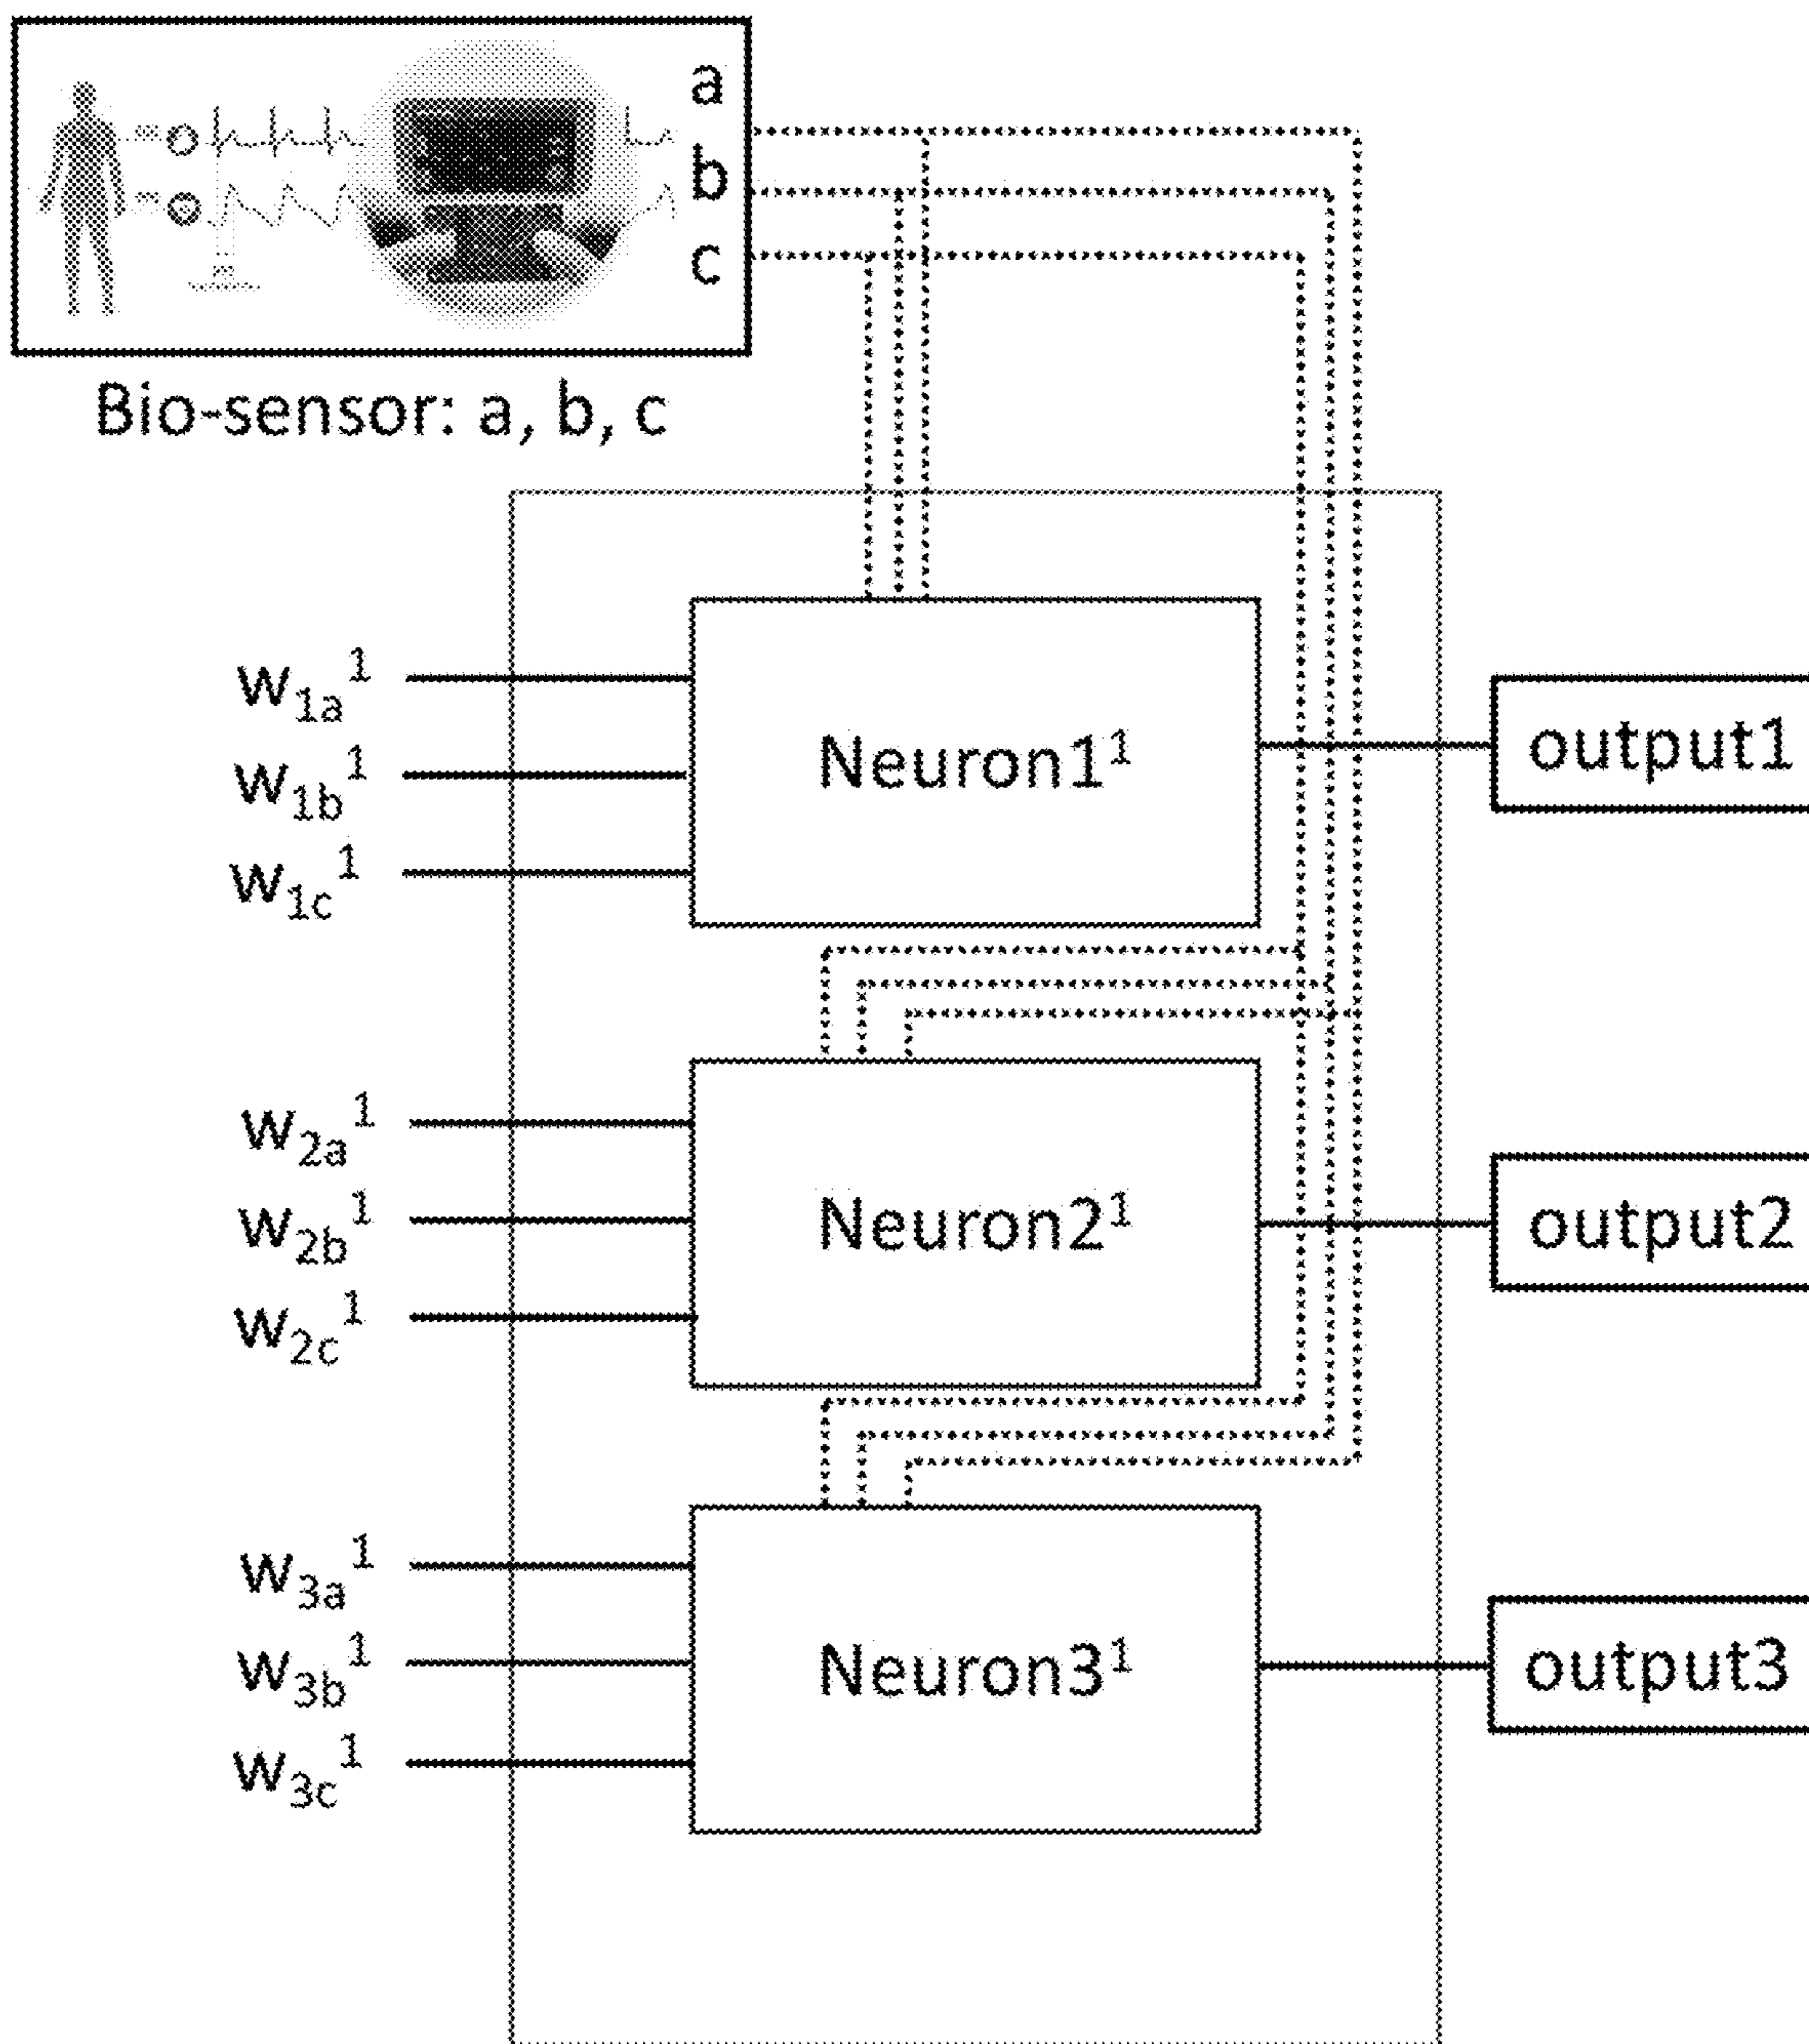 a
b
c
Bio-sensor: a, b, c
w1a1
w1b1
w1c1
Neuron11
output1
w2a1
w2b1
w2c1
Neuron21
output2
w3a1
w3b1
w3c1
Neuron31
output3